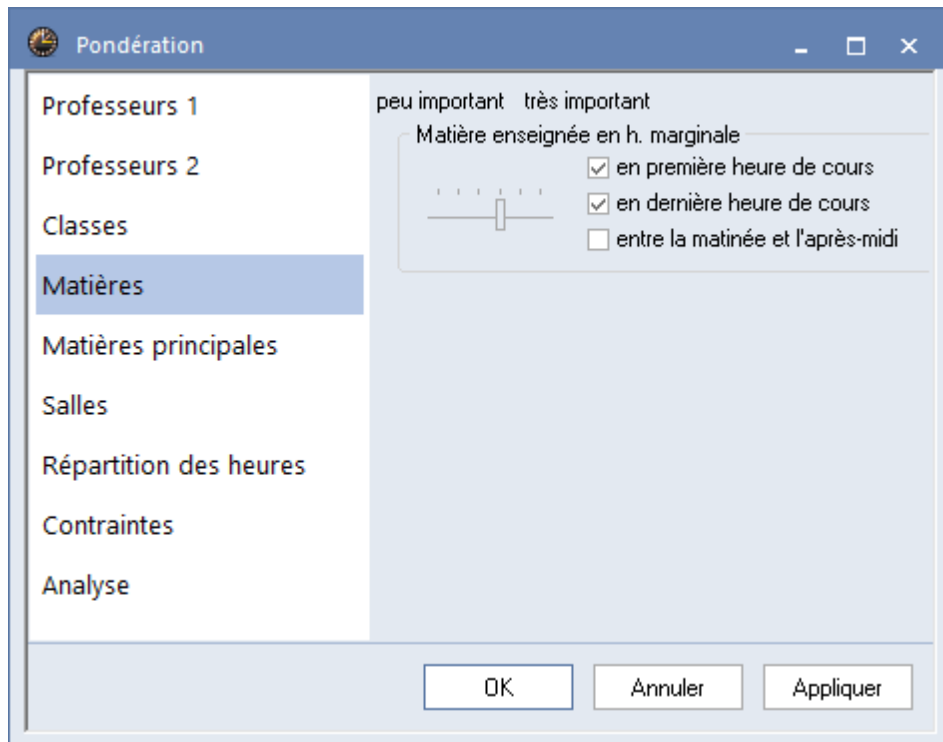 Pondération
Professeurs 1
Professeurs 2
Classes
Matières
Matières principales
Salles
Répartition des heures
Contraintes
Analyse
peu important très important
Matière enseignée en h. marginale
en première heure de cours
en dernière heure de cours
entre la matinée et l'après-midi
OK
Annuler
Appliquer